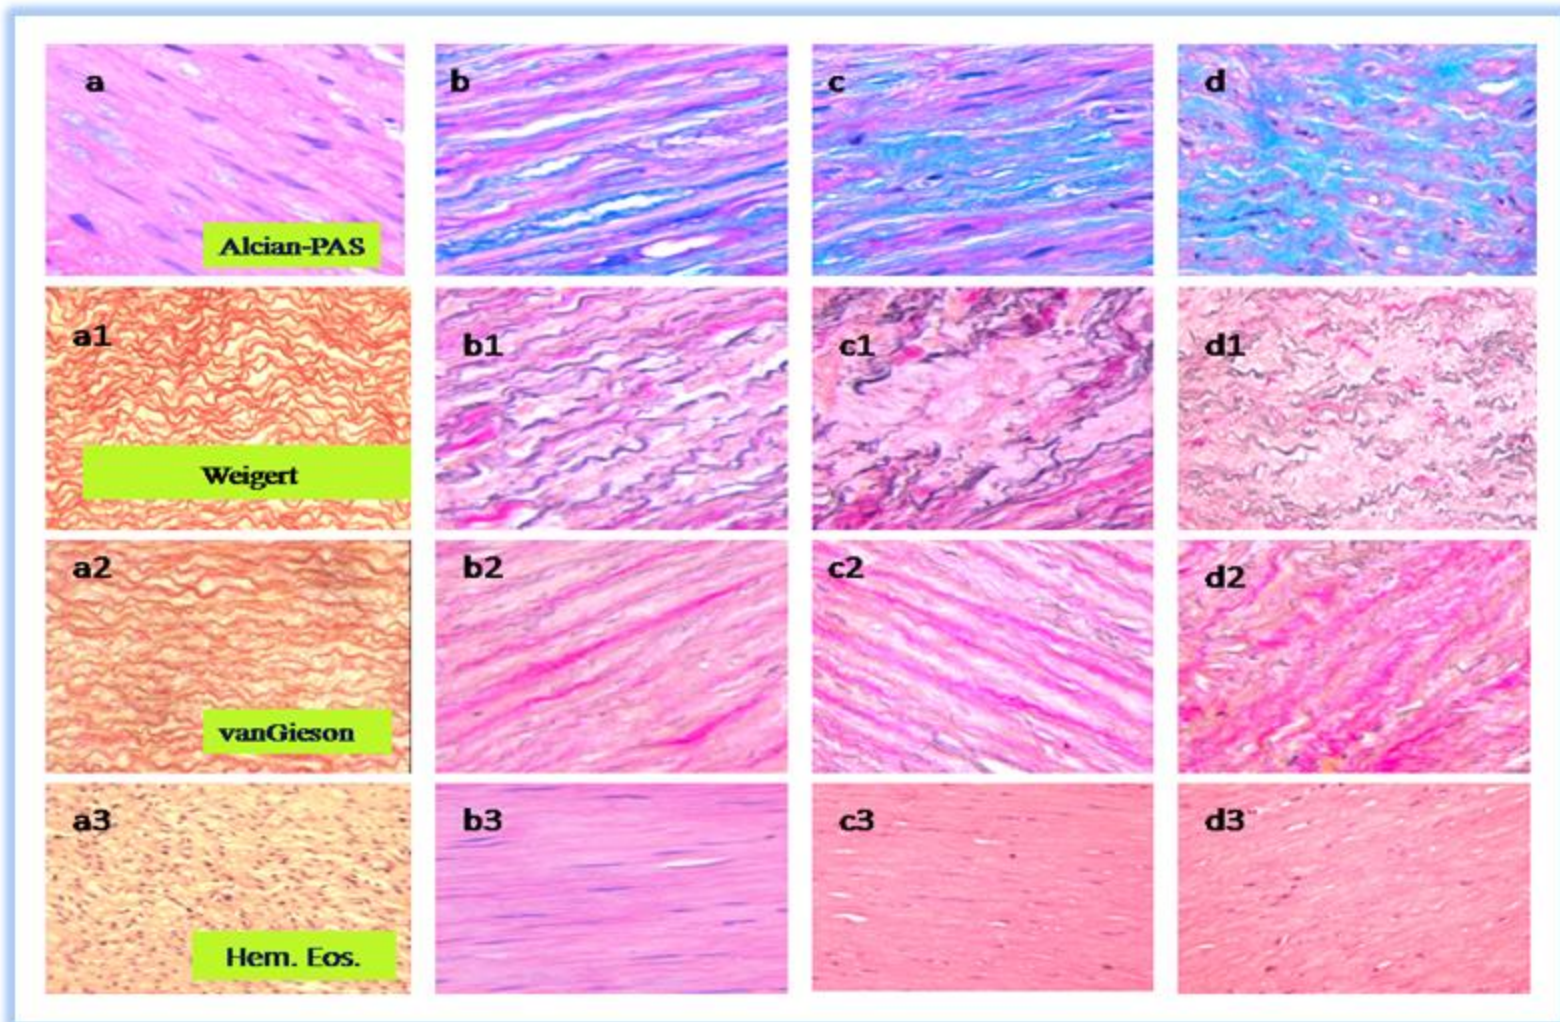 a
b
c
d
Alcian-PAS
a1
b1
c1
d1
Weigert
a2
b2
c2
d2
vanGieson
a3
b3
c3
d3
Hem. Eos.